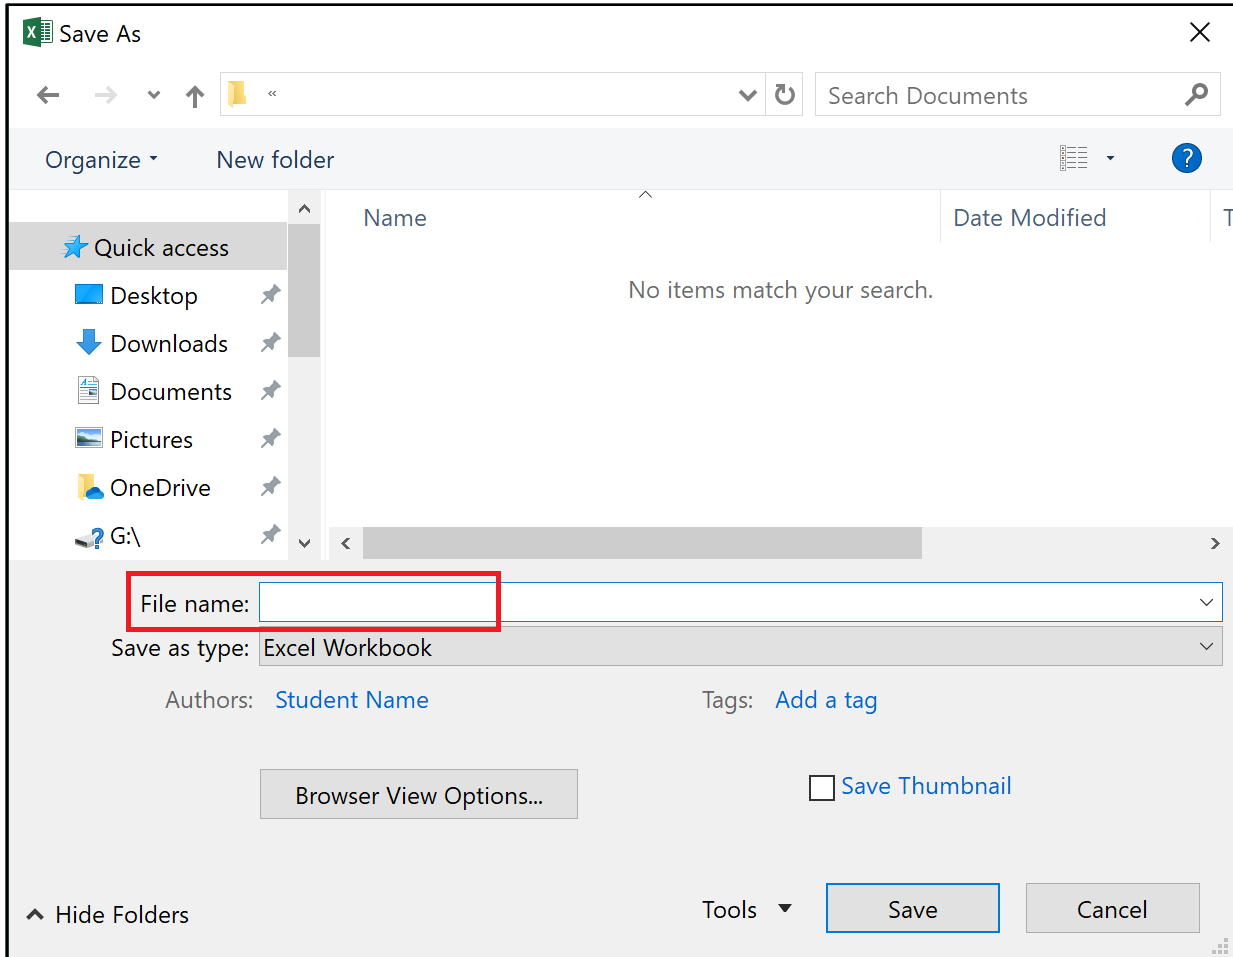 Save As
«
Search Documents
Organize
New folder
?
Name
Date Modified
T
No items match your search.
Quick access
Desktop
Downloads
Documents
Pictures
OneDrive
G:\
File name:
Save as type: Excel Workbook
Authors: Student Name
Tags: Add a tag
Browser View Options...
Save Thumbnail
Hide Folders
Tools
Save
Cancel